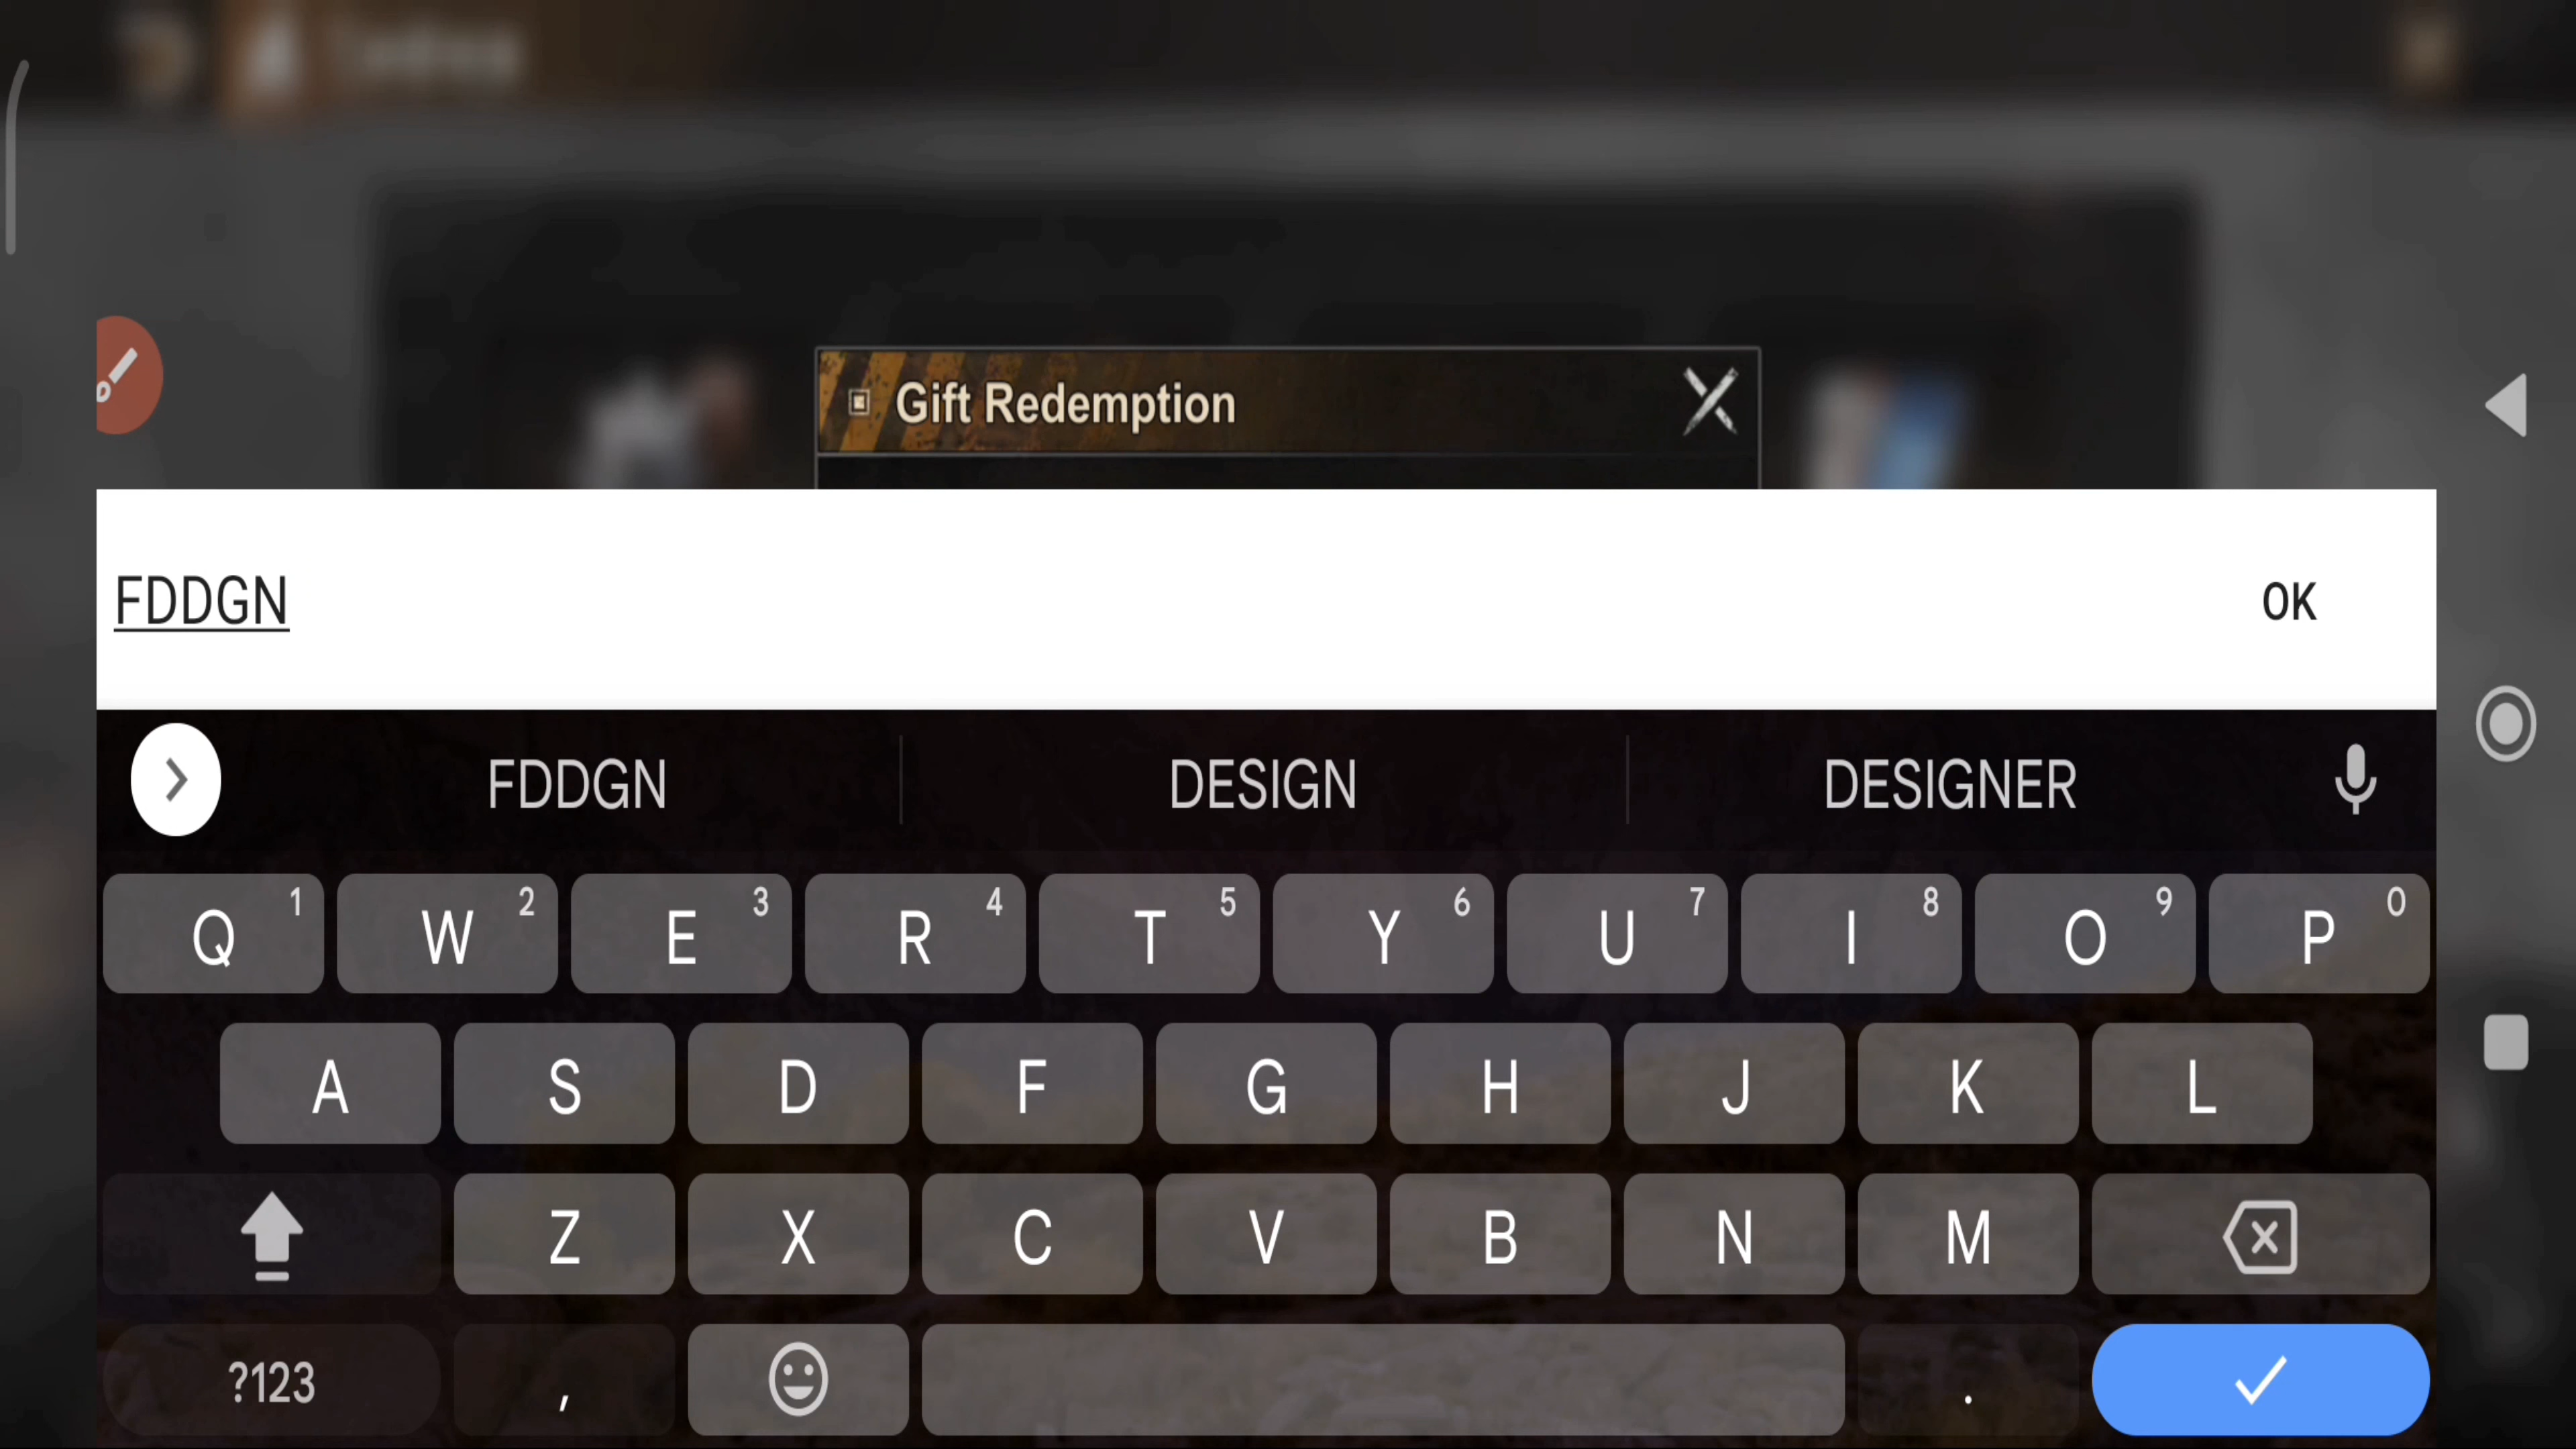 Gift Redemption
FDDGN
OK
FDDGN DESIGN DESIGNER
Q 1 W 2 E 3 R 4 T 5 Y 6 U 7 I 8 O 9 P 0
A S D F G H J K L
Z X C V B N M
?123 , .